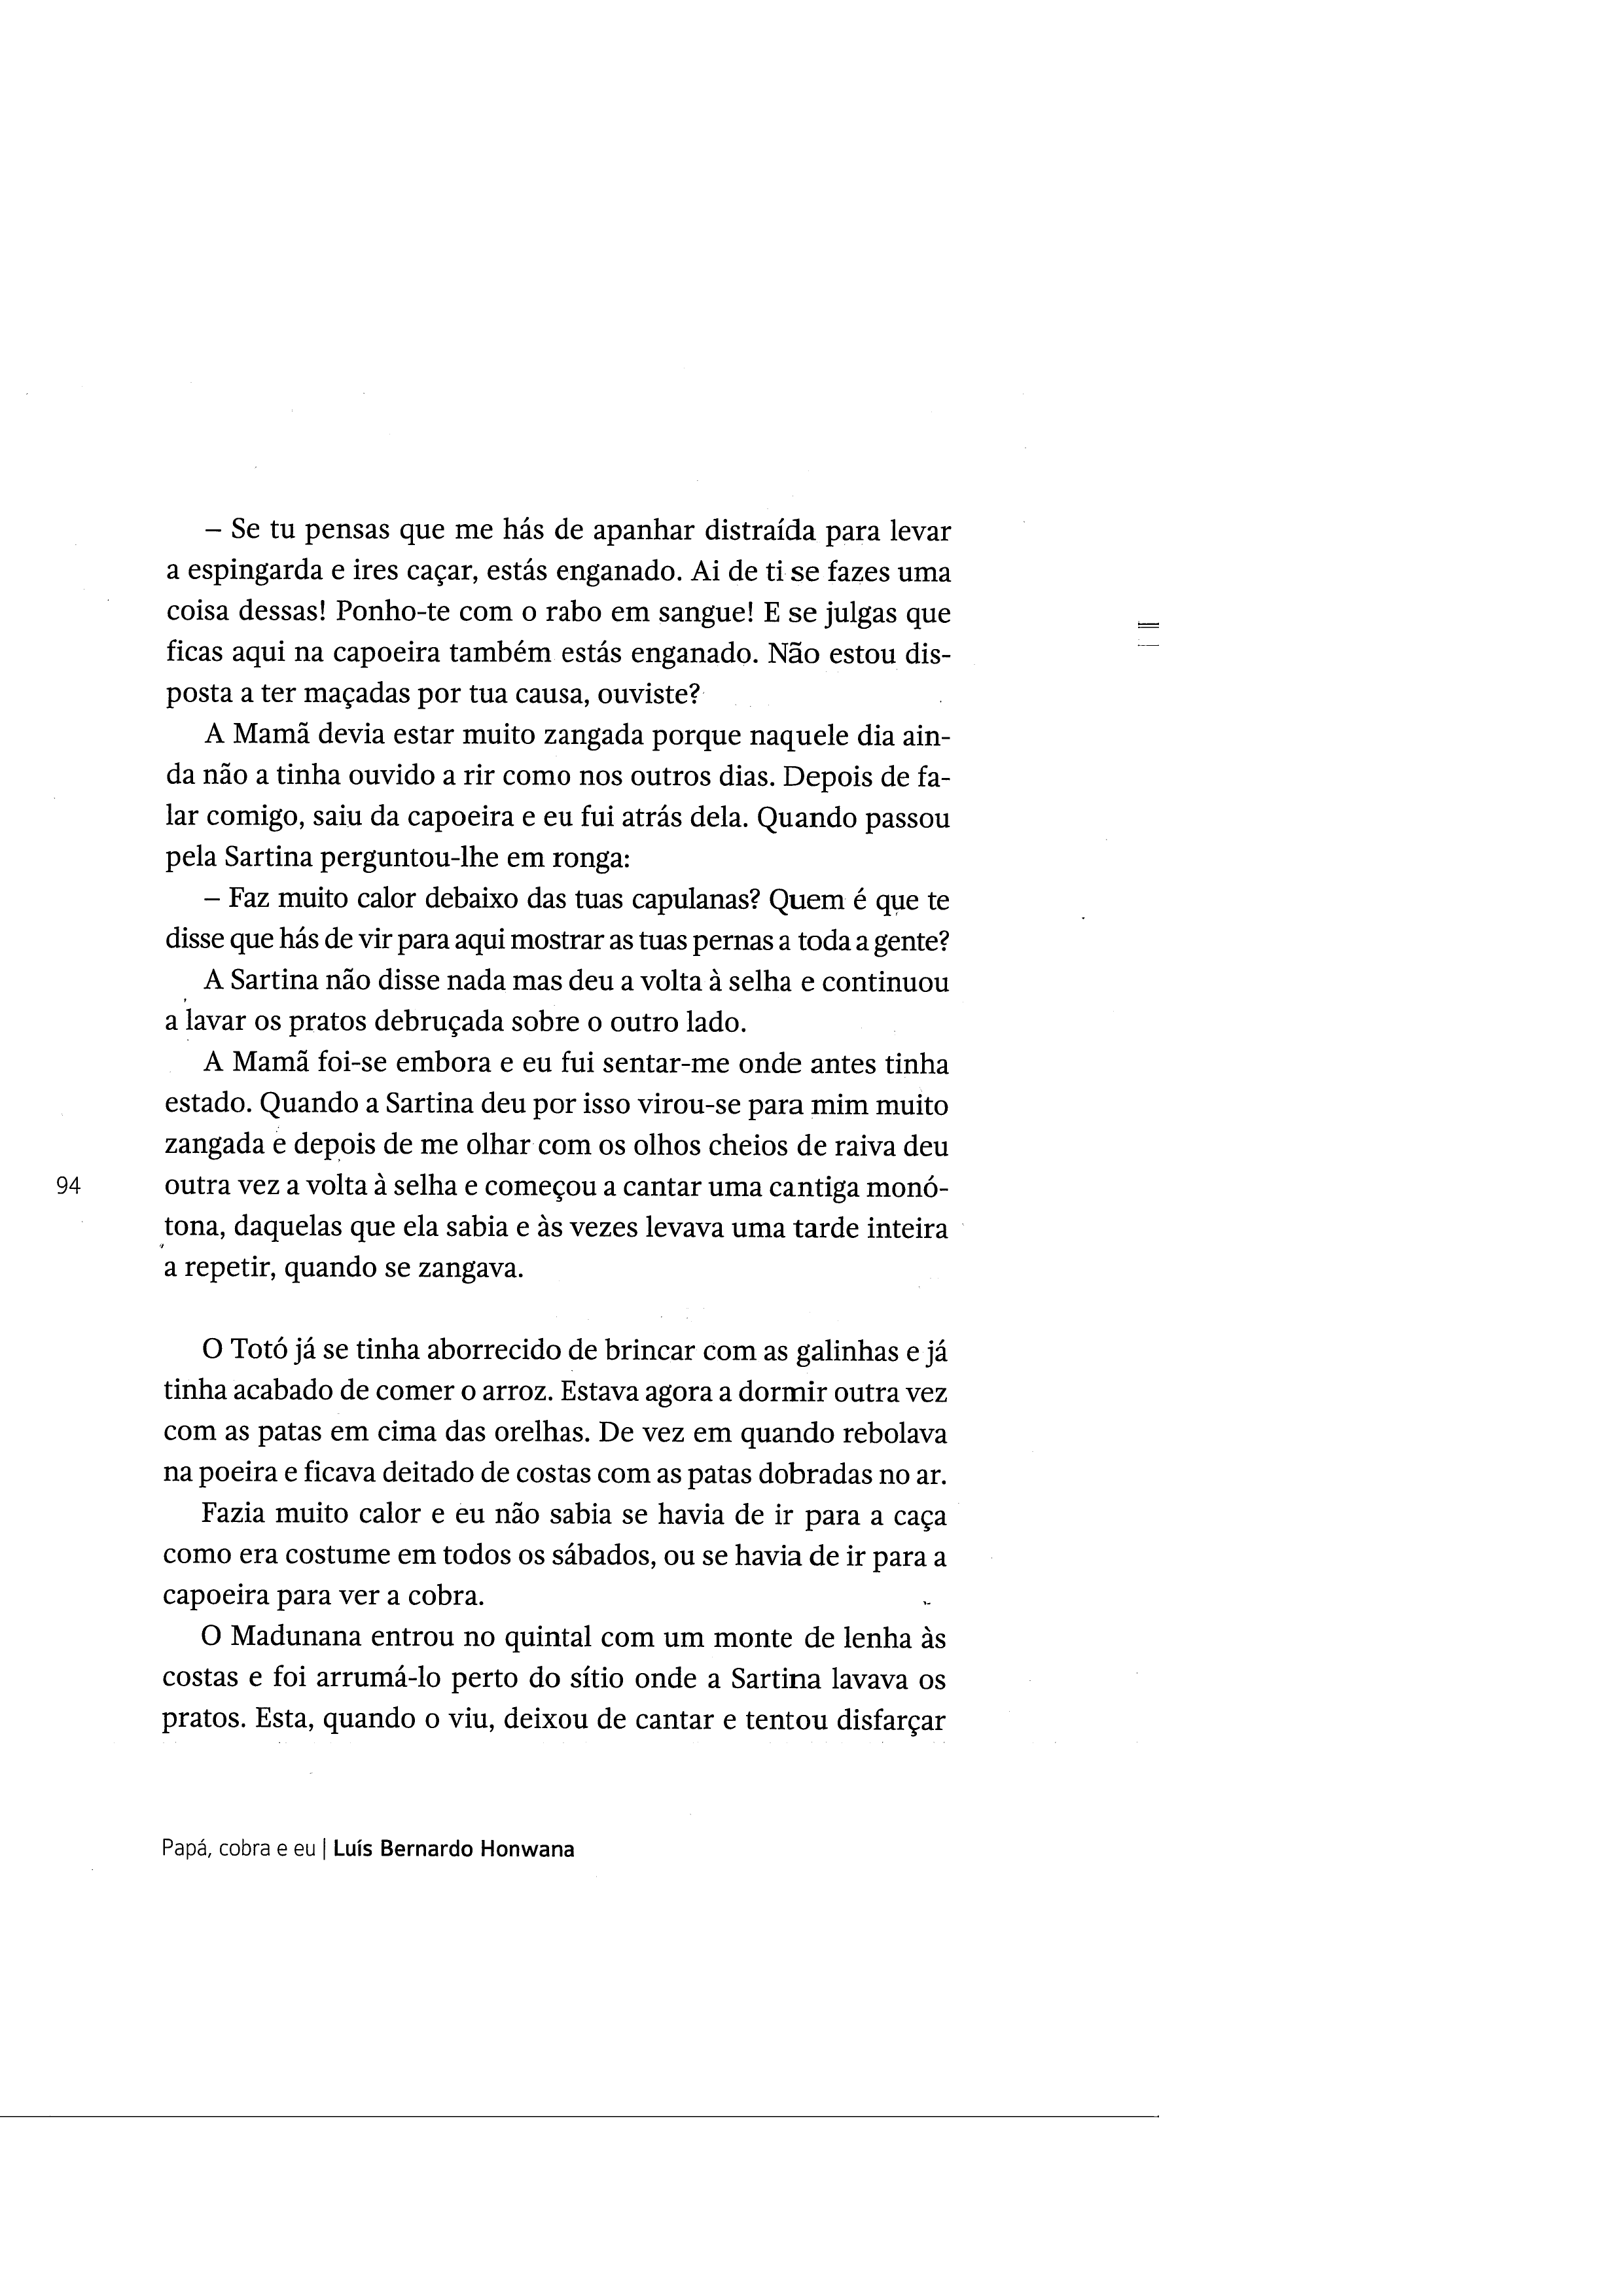 – Se tu pensas que me hás de apanhar distraída para levar
a espingarda e ires caçar, estás enganado. Ai de ti se fazes uma
coisa dessas! Ponho-te com o rabo em sangue! E se julgas que
ficas aqui na capoeira também estás enganado. Não estou dis-
posta a ter maçadas por tua causa, ouviste?
A Mamã devia estar muito zangada porque naquele dia ain-
da não a tinha ouvido a rir como nos outros dias. Depois de fa-
lar comigo, saiu da capoeira e eu fui atrás dela. Quando passou
pela Sartina perguntou-lhe em ronga:
– Faz muito calor debaixo das tuas capulanas? Quem é que te
disse que hás de vir para aqui mostrar as tuas pernas a toda a gente?
A Sartina não disse nada mas deu a volta à selha e continuou
a lavar os pratos debruçada sobre o outro lado.
A Mamã foi-se embora e eu fui sentar-me onde antes tinha
estado. Quando a Sartina deu por isso virou-se para mim muito
zangada e depois de me olhar com os olhos cheios de raiva deu
94
outra vez a volta à selha e começou a cantar uma cantiga monó-
tona, daquelas que ela sabia e às vezes levava uma tarde inteira
a repetir, quando se zangava.
O Totó já se tinha aborrecido de brincar com as galinhas e já
tinha acabado de comer o arroz. Estava agora a dormir outra vez
com as patas em cima das orelhas. De vez em quando rebolava
na poeira e ficava deitado de costas com as patas dobradas no ar.
Fazia muito calor e eu não sabia se havia de ir para a caça
como era costume em todos os sábados, ou se havia de ir para a
capoeira para ver a cobra.
O Madunana entrou no quintal com um monte de lenha às
costas e foi arrumá-lo perto do sítio onde a Sartina lavava os
pratos. Esta, quando o viu, deixou de cantar e tentou disfarçar
Papá, cobra e eu | Luís Bernardo Honwana